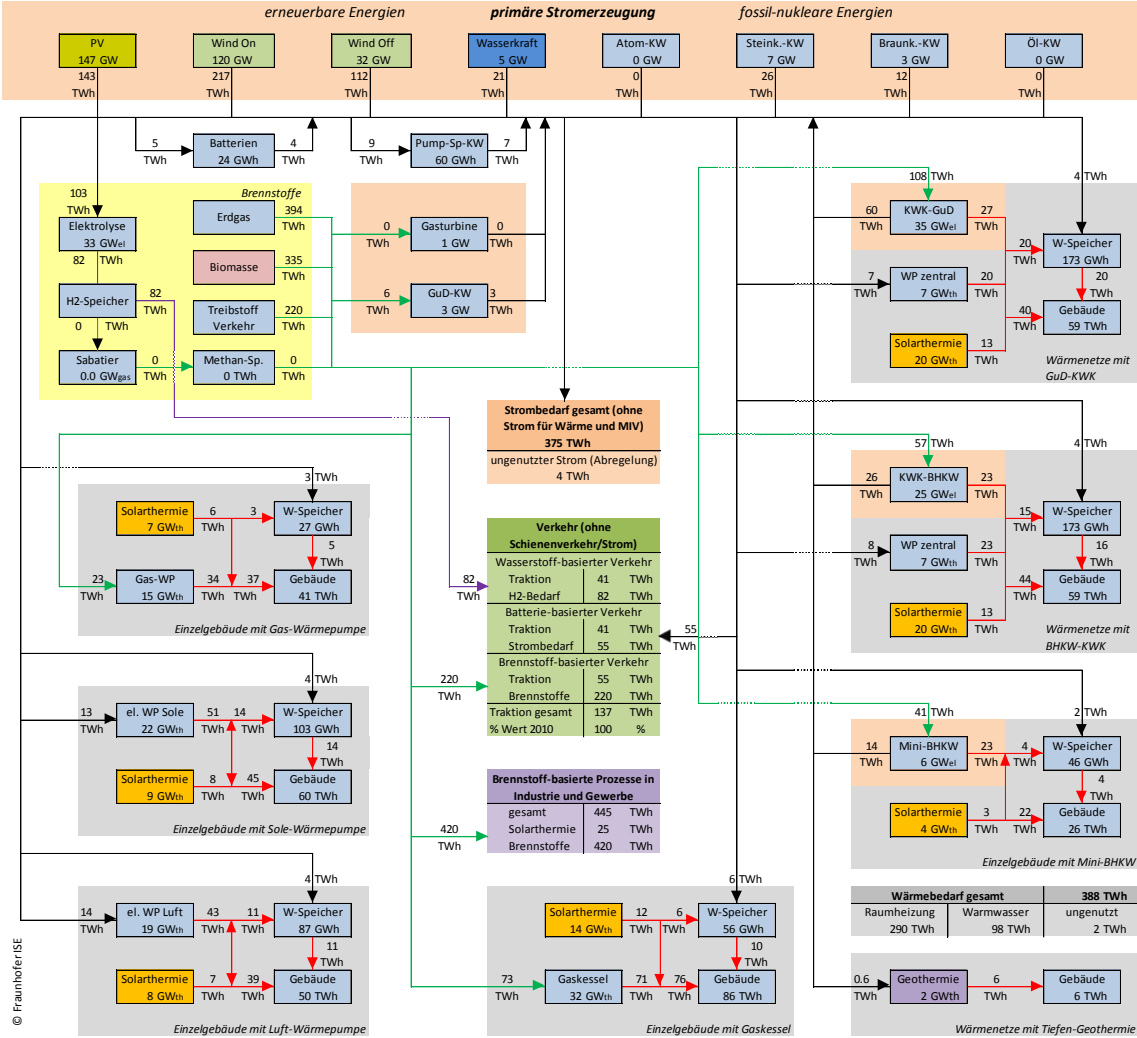 erneuerbare Energien
primäre Stromerzeugung
fossil-nukleare Energien
PV
147 GW
Wind On
120 GW
Wind Off
32 GW
Wasserkraft
5 GW
Atom-KW
0 GW
Steink.-KW
7 GW
Braunk.-KW
3 GW
Öl-KW
0 GW
143
TWh
217
TWh
112
TWh
21
TWh
0
TWh
26
TWh
12
TWh
0
TWh
5
TWh
Batterien
24 GWh
4
TWh
9
TWh
Pump-Sp-KW
60 GWh
7
TWh
103
TWh
Brennstoffe
Elektrolyse
33 GWel
82 TWh
H2-Speicher
82
TWh
0
TWh
Sabatier
0.0 GWgas
0
TWh
Erdgas
394
TWh
Biomasse
335
TWh
Treibstoff
Verkehr
220
TWh
Methan-Sp.
0 TWh
0
TWh
0
TWh
Gasturbine
1 GW
0
TWh
6
TWh
GuD-KW
3 GW
3
TWh
108 TWh
4 TWh
60
TWh
KWK-GuD
35 GWel
27
TWh
20
TWh
W-Speicher
173 GWh
7
TWh
WP zentral
7 GWth
20
TWh
20
TWh
40
TWh
Gebäude
59 TWh
Solarthermie
20 GWth
13
TWh
Wärmenetze mit
GuD-KWK
Strombedarf gesamt (ohne
Strom für Wärme und MIV)
375 TWh
ungenutzter Strom (Abregelung)
4 TWh
57 TWh
4 TWh
26
TWh
KWK-BHKW
25 GWel
23
TWh
15
TWh
W-Speicher
173 GWh
8
TWh
WP zentral
7 GWth
23
TWh
16
TWh
44
TWh
Gebäude
59 TWh
Solarthermie
20 GWth
13
TWh
Wärmenetze mit
BHKW-KWK
3 TWh
Solarthermie
7 GWth
6
TWh
3
W-Speicher
27 GWh
5
TWh
23
TWh
Gas-WP
15 GWth
34
TWh
37
TWh
Gebäude
41 TWh
Einzelgebäude mit Gas-Wärmepumpe
82
TWh
Verkehr (ohne
Schienenverkehr/Strom)
Wasserstoff-basierter Verkehr
Traktion 41 TWh
H2-Bedarf 82 TWh
Batterie-basierter Verkehr
Traktion 41 TWh
Strombedarf 55 TWh
Brennstoff-basierter Verkehr
Traktion 55 TWh
Brennstoffe 220 TWh
Traktion gesamt 137 TWh
% Wert 2010 100 %
55
TWh
220
TWh
4 TWh
13
TWh
el. WP Sole
22 GWth
51
TWh
14
TWh
W-Speicher
103 GWh
14
TWh
Solarthermie
9 GWth
8
TWh
45
TWh
Gebäude
60 TWh
Einzelgebäude mit Sole-Wärmepumpe
41 TWh
2 TWh
14
TWh
Mini-BHKW
6 GWel
23
TWh
4
TWh
W-Speicher
46 GWh
4
TWh
Solarthermie
4 GWth
3
TWh
22
TWh
Gebäude
26 TWh
Einzelgebäude mit Mini-BHKW
Brennstoff-basierte Prozesse in
Industrie und Gewerbe
gesamt 445 TWh
Solarthermie 25 TWh
Brennstoffe 420 TWh
420
TWh
4 TWh
14
TWh
el. WP Luft
19 GWth
43
TWh
11
TWh
W-Speicher
87 GWh
11
TWh
Solarthermie
8 GWth
7
TWh
39
TWh
Gebäude
50 TWh
Einzelgebäude mit Luft-Wärmepumpe
6 TWh
Solarthermie
14 GWth
12
TWh
6
TWh
W-Speicher
56 GWh
10
TWh
73
TWh
Gaskessel
32 GWth
71
TWh
76
TWh
Gebäude
86 TWh
Einzelgebäude mit Gaskessel
Wärmebedarf gesamt 388 TWh
Raumheizung Warmwasser ungenutzt
290 TWh 98 TWh 2 TWh
0.6
TWh
Geothermie
2 GWth
6
TWh
Gebäude
6 TWh
Wärmenetze mit Tiefen-Geothermie
© Fraunhofer ISE